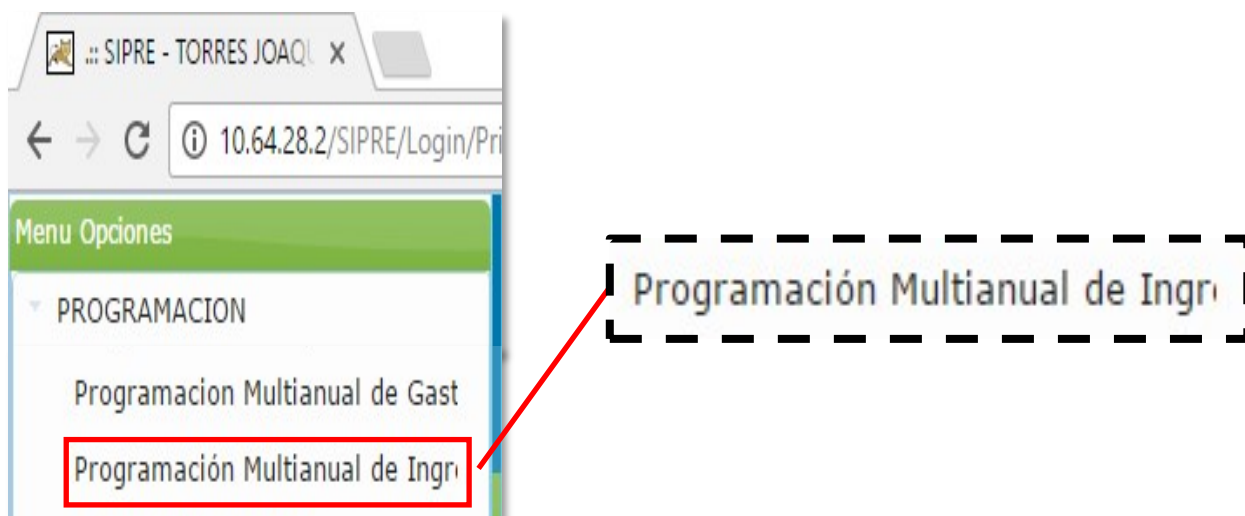 .:: SIPRE - TORRES JOAQ
10.64.28.2/SIPRE/Login/Pri
Menu Opciones
PROGRAMACION
Programacion Multianual de Gast
Programación Multianual de Ingr
Programación Multianual de Ingr